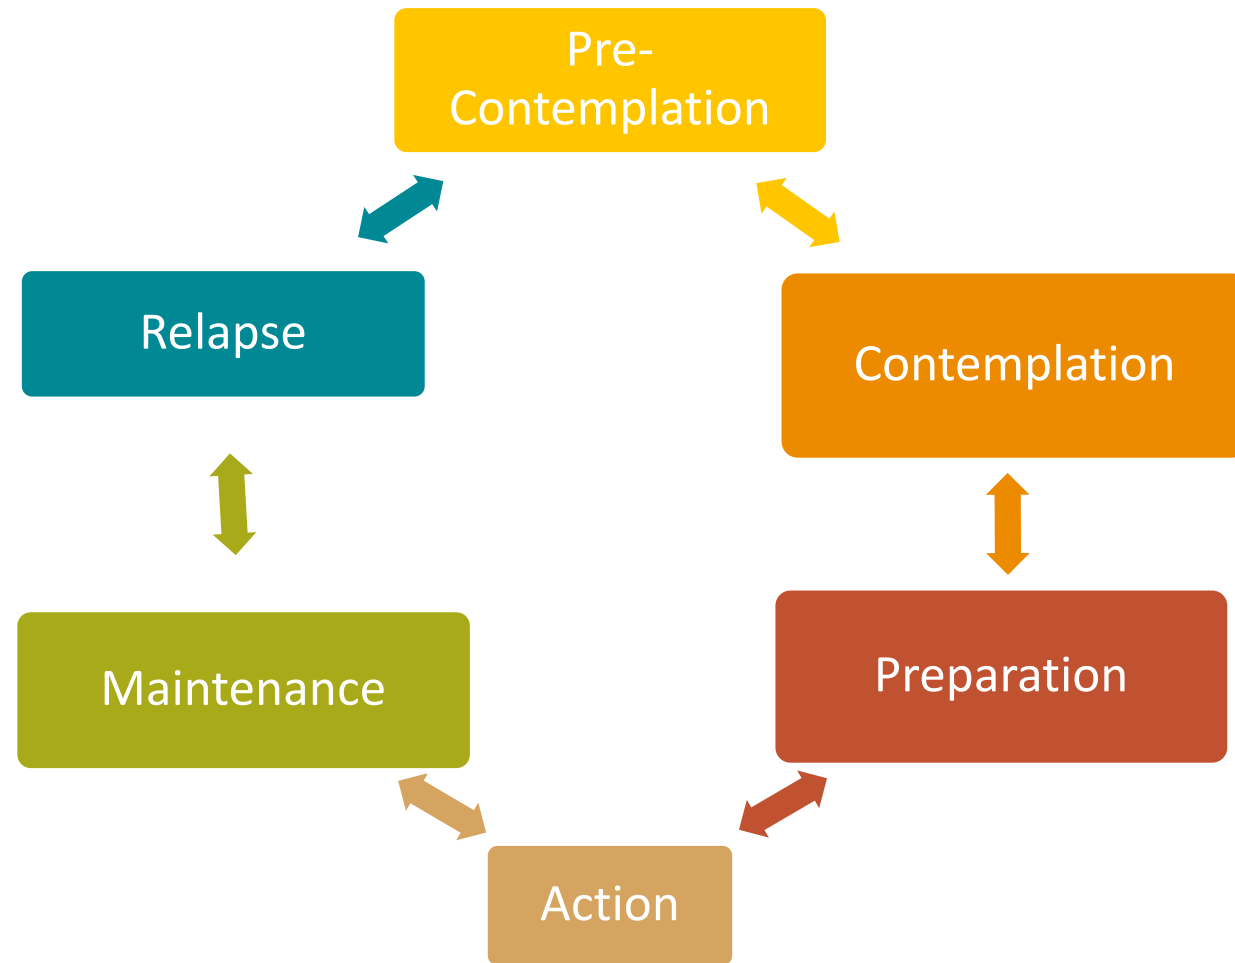 Pre-
Contemplation
Relapse
Contemplation
Maintenance
Preparation
Action